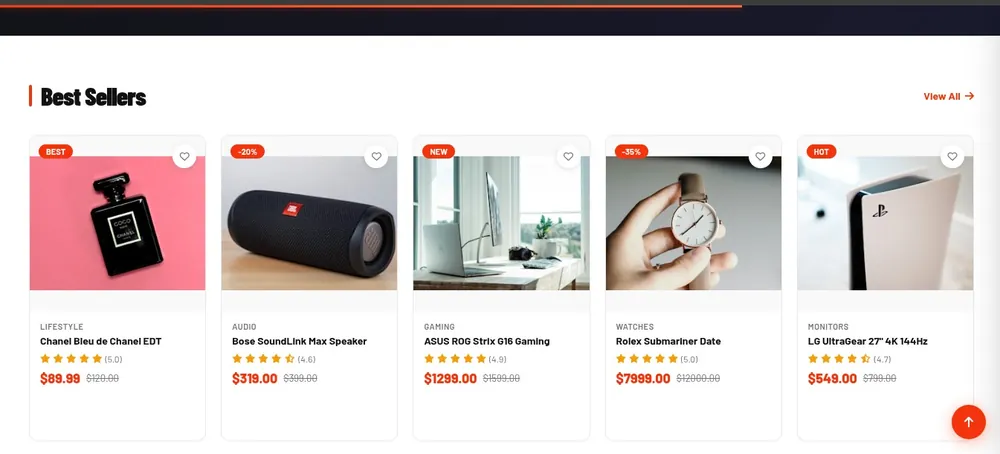 Best Sellers
View All
BEST
COCO
CHANEL
LIFESTYLE
Chanel Bleu de Chanel EDT
(5.0)
$89.99 $120.00
-20%
JBL
AUDIO
Bose SoundLink Max Speaker
(4.6)
$319.00 $399.00
NEW
GAMING
ASUS ROG Strix G16 Gaming
(4.9)
$1299.00 $1599.00
-35%
WATCHES
Rolex Submariner Date
(5.0)
$7999.00 $12000.00
HOT
MONITORS
LG UltraGear 27" 4K 144Hz
(4.7)
$549.00 $799.00